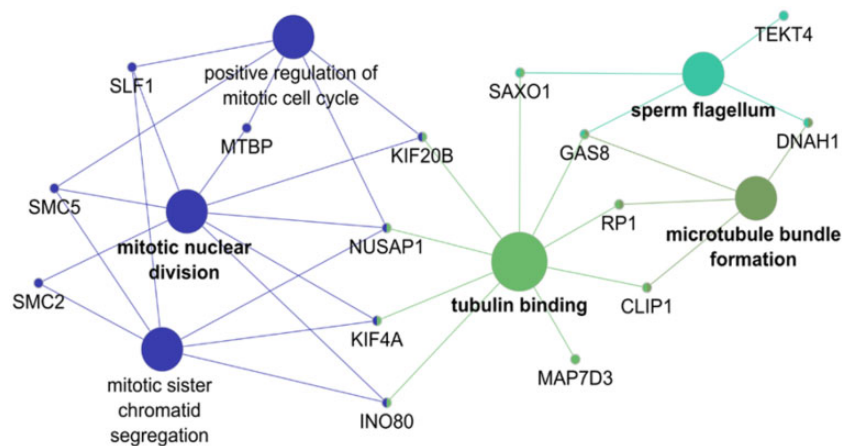 TEKT4
positive regulation of
mitotic cell cycle
SLF1
SAXO1
sperm flagellum
MTBP
KIF20B
GAS8
DNAH1
SMC5
mitotic nuclear
division
NUSAP1
RP1
microtubule bundle
formation
SMC2
tubulin binding
CLIP1
KIF4A
MAP7D3
mitotic sister
chromatid
segregation
INO80